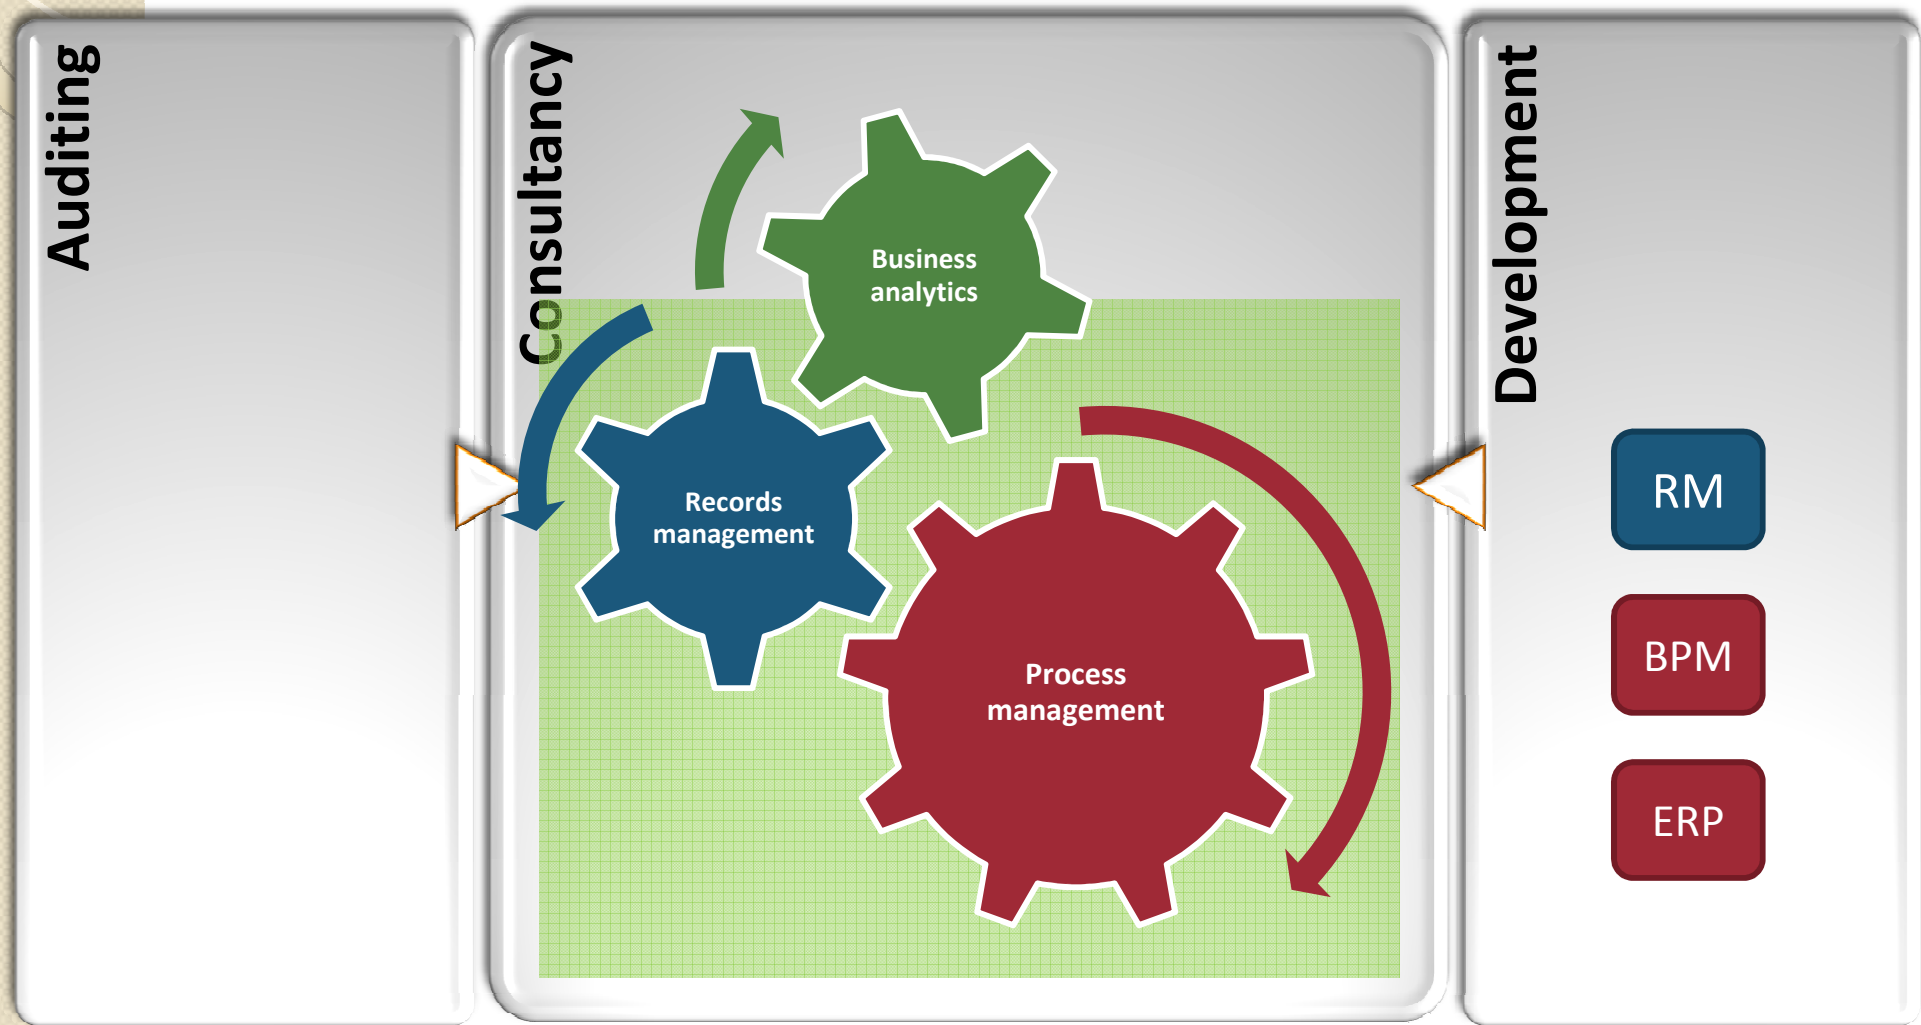 Auditing
Consultancy
Business
analytics
Records
management
Process
management
Development
RM
BPM
ERP